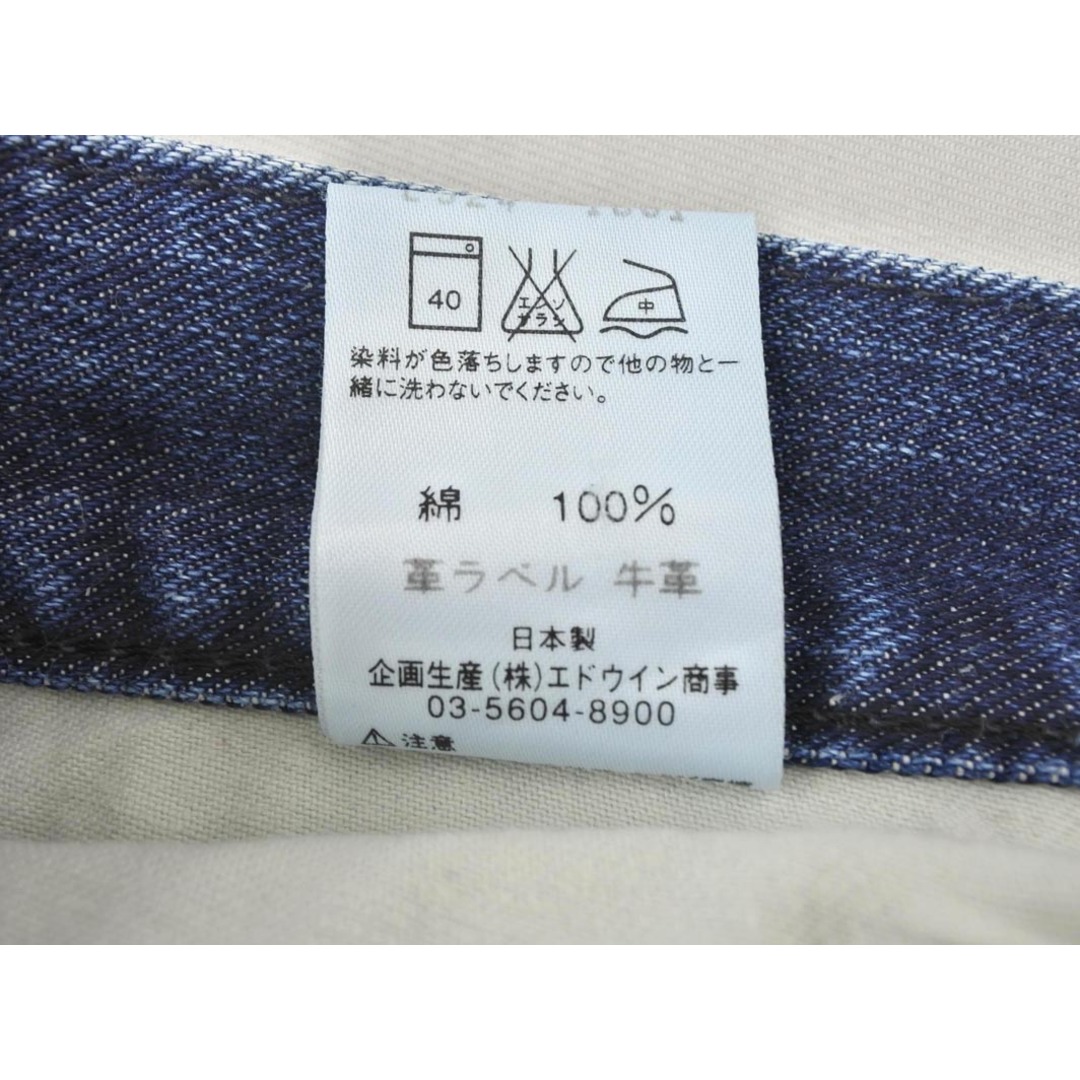 40
エンソ
サラシ
中
染料が色落ちしますので他の物と一
緒に洗わないでください。
綿 100%
革ラベル 牛革
日本製
企画生産(株)エドウイン商事
03-5604-8900
⚠注意